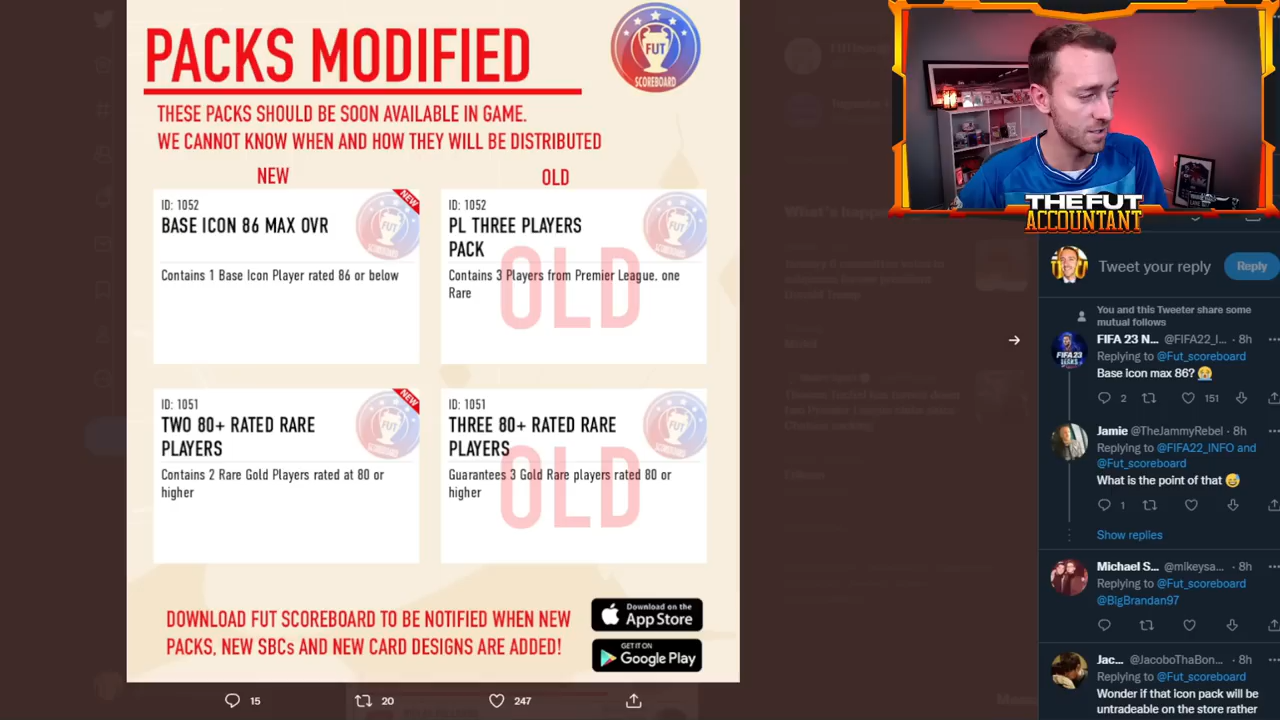 PACKS MODIFIED
FUT
SCOREBOARD
THESE PACKS SHOULD BE SOON AVAILABLE IN GAME.
WE CANNOT KNOW WHEN AND HOW THEY WILL BE DISTRIBUTED
NEW
OLD
ID: 1052
NEW
BASE ICON 86 MAX OVR
Contains 1 Base Icon Player rated 86 or below
ID: 1052
PL THREE PLAYERS
PACK
Contains 3 Players from Premier League, one
Rare
OLD
ID: 1051
NEW
TWO 80+ RATED RARE
PLAYERS
Contains 2 Rare Gold Players rated at 80 or
higher
ID: 1051
THREE 80+ RATED RARE
PLAYERS
Guarantees 3 Gold Rare players rated 80 or
higher
OLD
DOWNLOAD FUT SCOREBOARD TO BE NOTIFIED WHEN NEW
PACKS, NEW SBCs AND NEW CARD DESIGNS ARE ADDED!
Download on the
App Store
GET IT ON
Google Play
15
20
247
THE FUT
ACCOUNTANT
Tweet your reply
Reply
You and this Tweeter share some
mutual follows
FIFA 23 N... @FIFA22_I... · 8h
Replying to @Fut_scoreboard
Base icon max 86? 😭
2
151
Jamie @TheJammyRebel · 8h
Replying to @FIFA22_INFO and
@Fut_scoreboard
What is the point of that 😅
1
Show replies
Michael S... @mikeysa... · 8h
Replying to @Fut_scoreboard
@BigBrandan97
Jac... @JacoboThaBon... · 8h
Replying to @Fut_scoreboard
Wonder if that icon pack will be
untradeable on the store rather